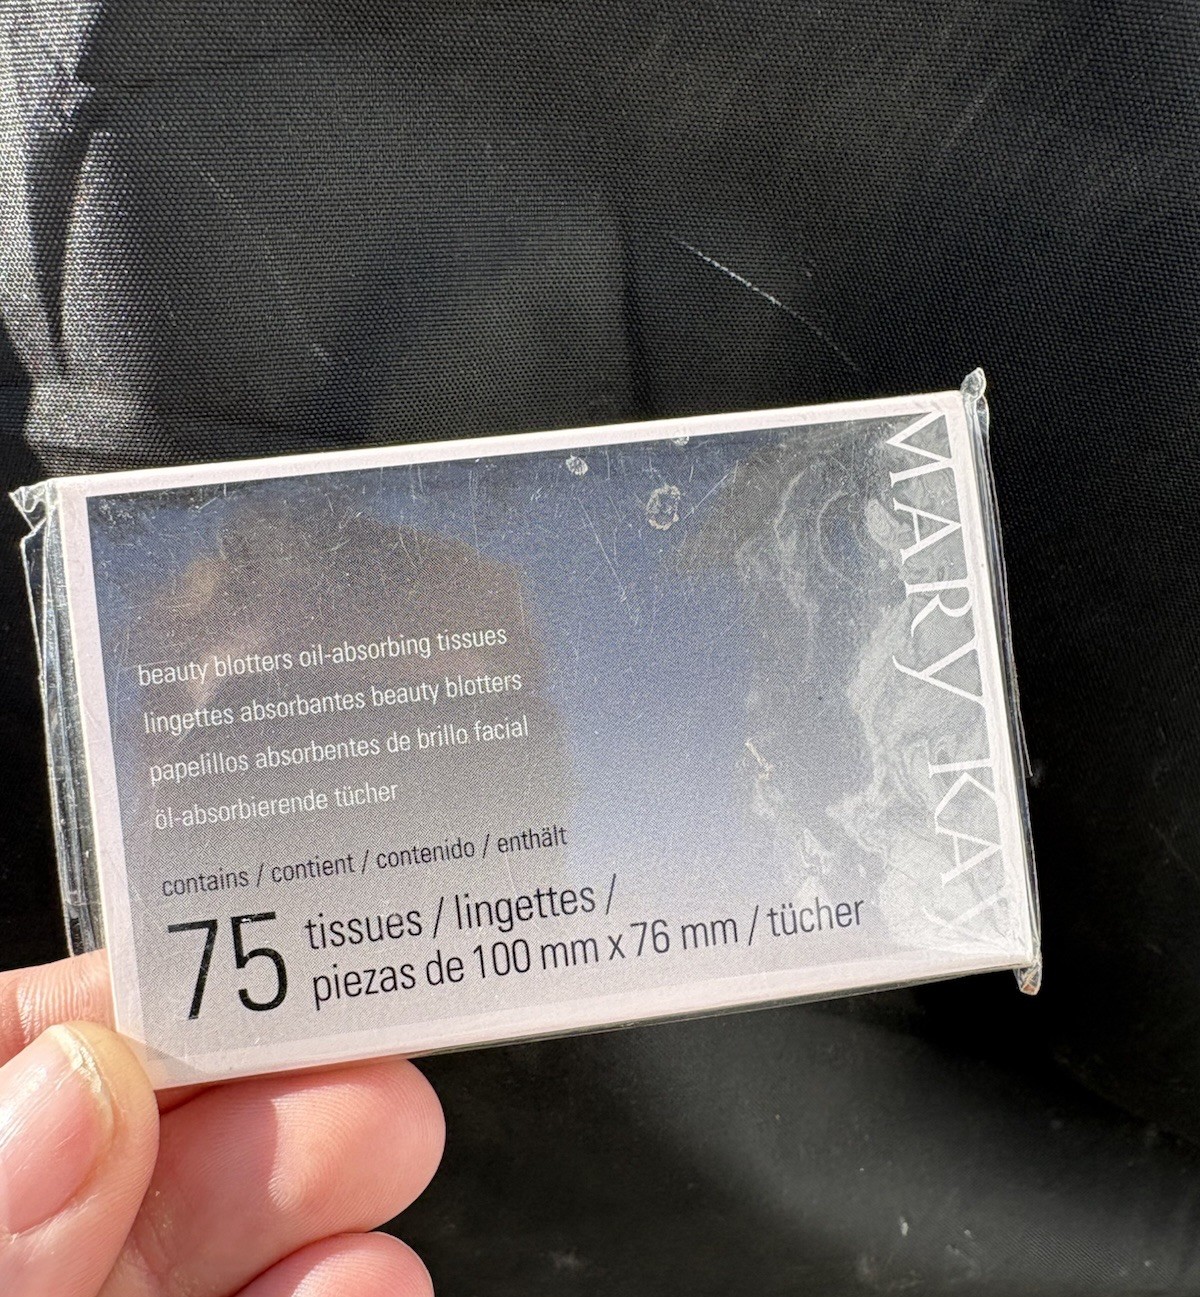 MARY KAY
beauty blotters oil-absorbing tissues
lingettes absorbantes beauty blotters
papelillos absorbentes de brillo facial
öl-absorbierende tücher
contains / contient / contenido / enthält
75 tissues / lingettes /
piezas de 100 mm x 76 mm / tücher